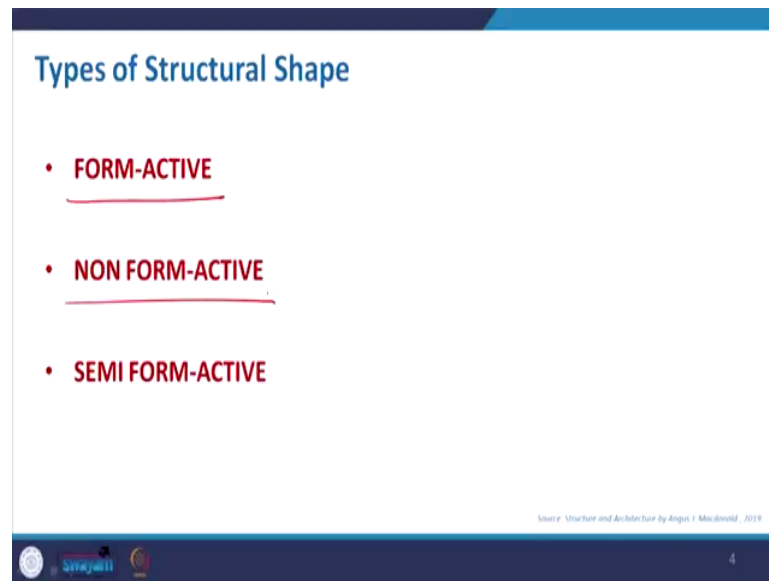 Types of Structural Shape
• FORM-ACTIVE
• NON FORM-ACTIVE
• SEMI FORM-ACTIVE
Source: Structure and Architecture by Angus J. Macdonald, 2019
swayam
4